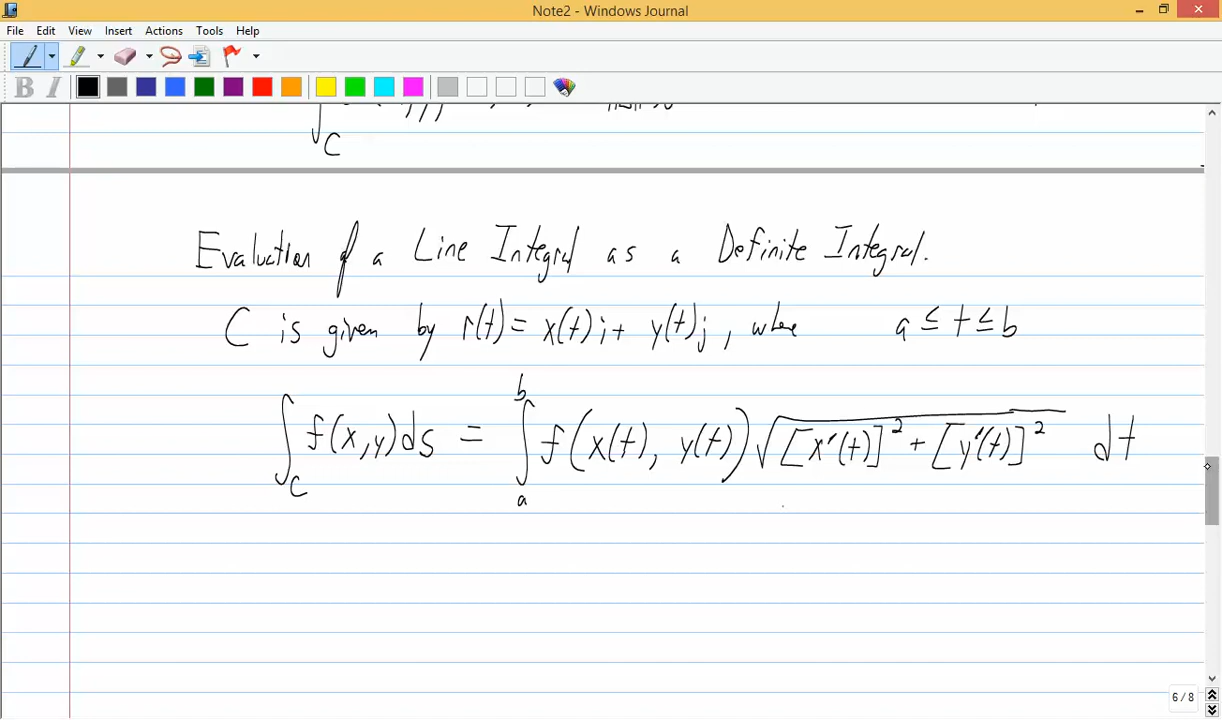 Note2 - Windows Journal
File Edit View Insert Actions Tools Help
B I
C
Evaluation of a Line Integral as a Definite Integral.
C is given by r(t) = x(t)i + y(t)j, where a ≤ t ≤ b
∫_C f(x,y)ds = ∫_a^b f(x(t), y(t)) √([x'(t)]² + [y'(t)]²) dt
6 / 8